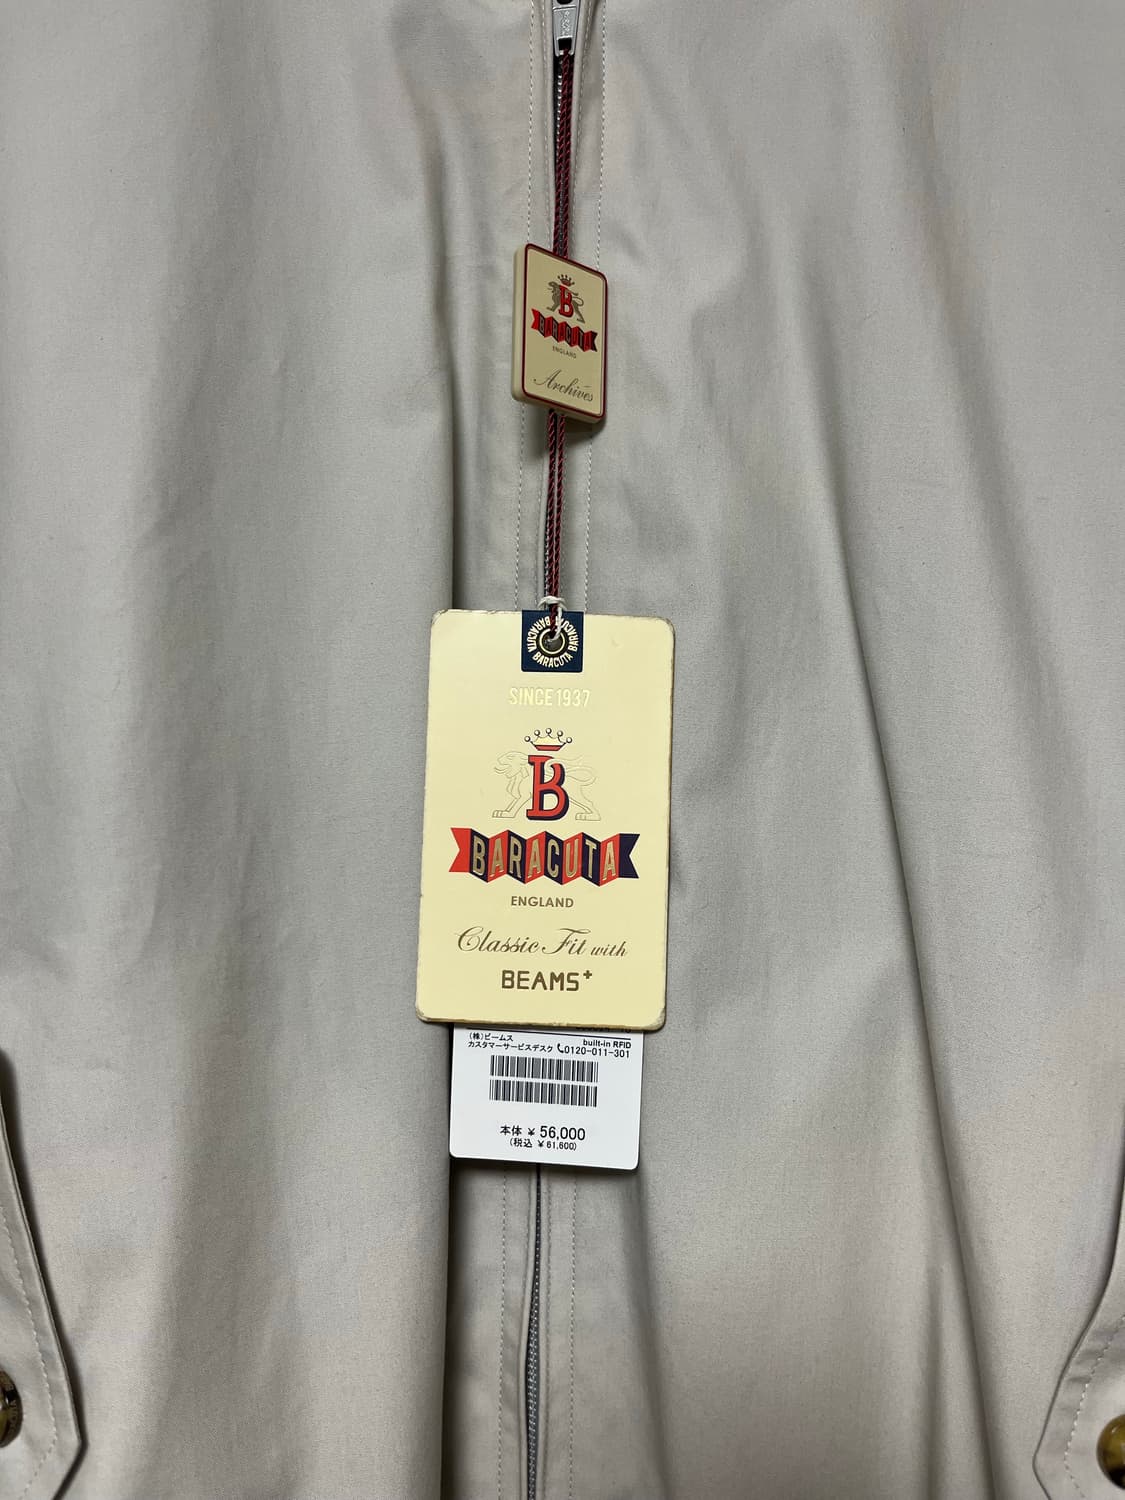 B
BARACUTA
ENGLAND
Archives
BARACUTA BARACUTA BARACUTA
SINCE 1937
B
BARACUTA
ENGLAND
Classic Fit with
BEAMS+
(株)ビームス
built-in RFID
カスタマーサービスデスク 0120-011-301
本体 ¥ 56,000
(税込 ¥ 61,600)